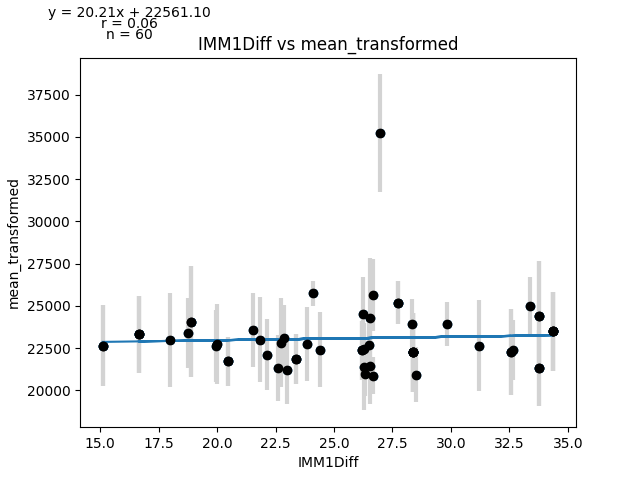 y = 20.21x + 22561.10
r = 0.06
n = 60
IMM1Diff vs mean_transformed
37500
35000
32500
30000
27500
25000
22500
20000
mean_transformed
15.0 17.5 20.0 22.5 25.0 27.5 30.0 32.5 35.0
IMM1Diff